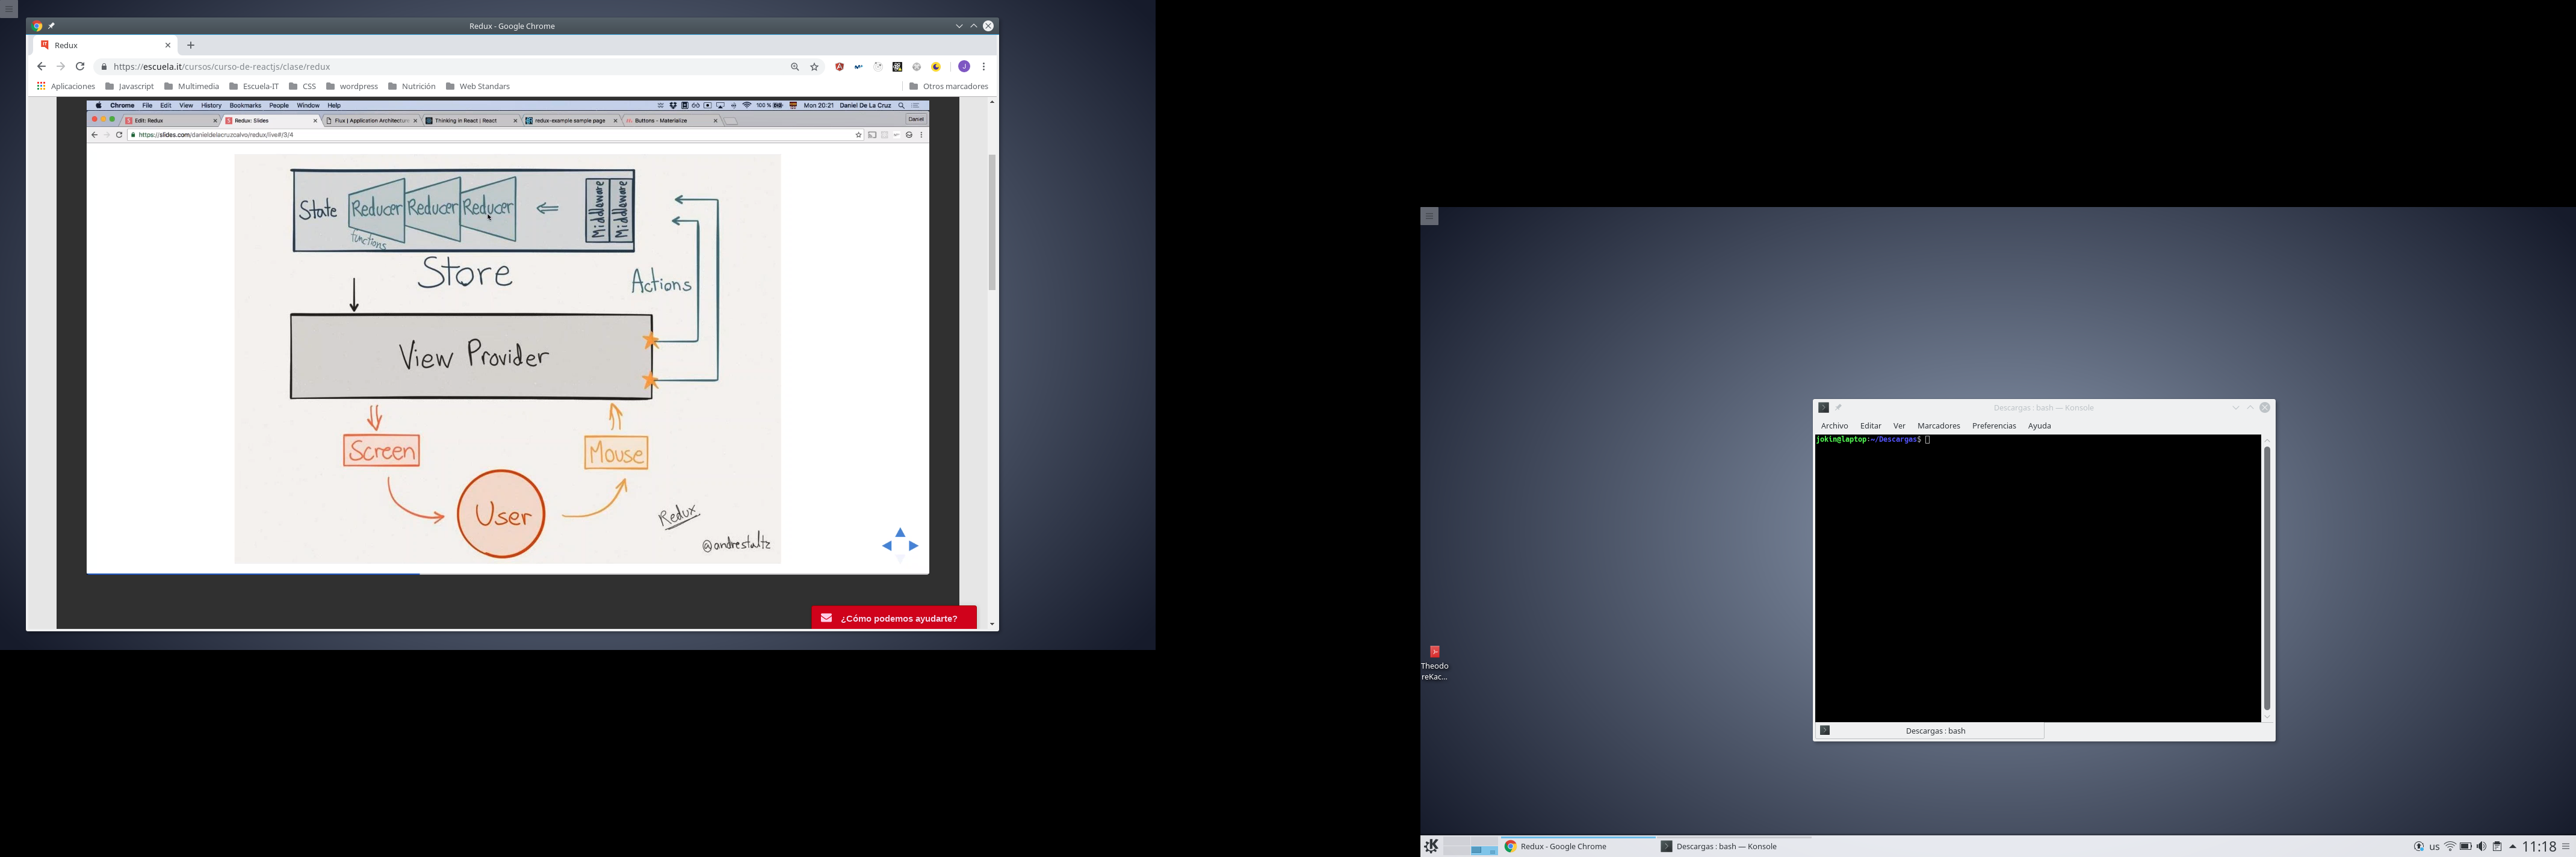 Redux - Google Chrome
Redux
https://escuela.it/cursos/curso-de-reactjs/clase/redux
Aplicaciones Javascript Multimedia Escuela-IT CSS wordpress Nutrición Web Standars Otros marcadores
Chrome File Edit View History Bookmarks People Window Help 100 % Mon 20:21 Daniel De La Cruz
Edit: Redux Redux: Slides Flux | Application Architecture Thinking in React | React redux-example sample page Buttons - Materialize Daniel
https://slides.com/danieldelacruzcalvo/redux/live#/3/4
State Reducer Reducer Reducer Middleware Middleware
functions
Store
Actions
View Provider
Screen
Mouse
User
Redux
@andrestaltz
¿Cómo podemos ayudarte?
Theodo
reKac...
Descargas : bash — Konsole
Archivo Editar Ver Marcadores Preferencias Ayuda
jokin@laptop:~/Descargas$
Descargas : bash
Redux - Google Chrome Descargas : bash — Konsole us 11:18